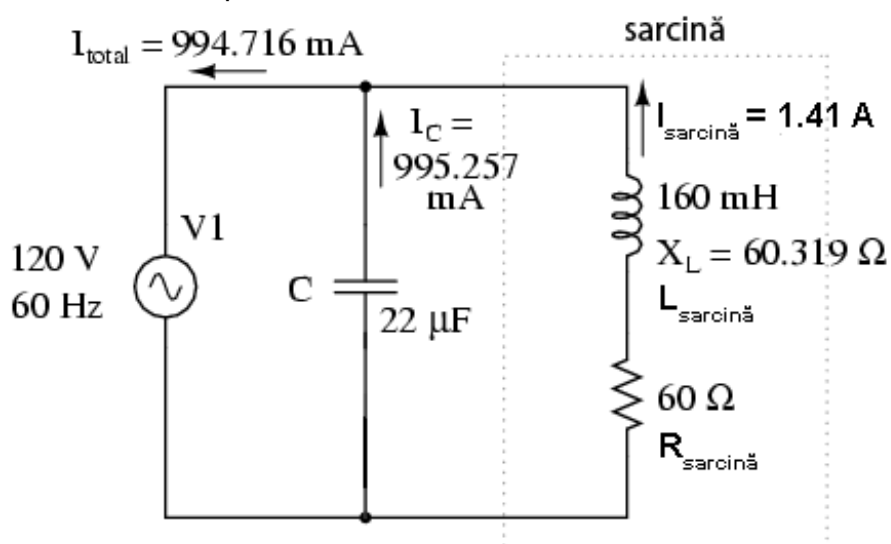 sarcină
I_total = 994.716 mA
I_C =
995.257
mA
I_sarcină = 1.41 A
160 mH
X_L = 60.319 Ω
L_sarcină
V1
120 V
60 Hz
C
22 μF
60 Ω
R_sarcină